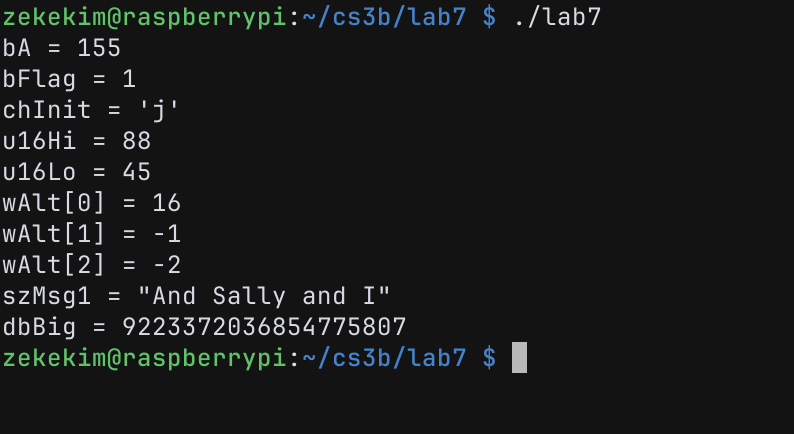 zekekim@raspberrypi:~/cs3b/lab7 $ ./lab7
bA = 155
bFlag = 1
chInit = 'j'
u16Hi = 88
u16Lo = 45
wAlt[0] = 16
wAlt[1] = -1
wAlt[2] = -2
szMsg1 = "And Sally and I"
dbBig = 9223372036854775807
zekekim@raspberrypi:~/cs3b/lab7 $